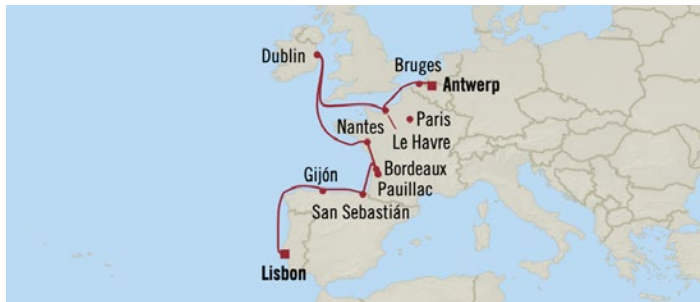 Dublin
Bruges
Antwerp
Paris
Nantes
Le Havre
Bordeaux
Pauillac
Gijón
San Sebastián
Lisbon